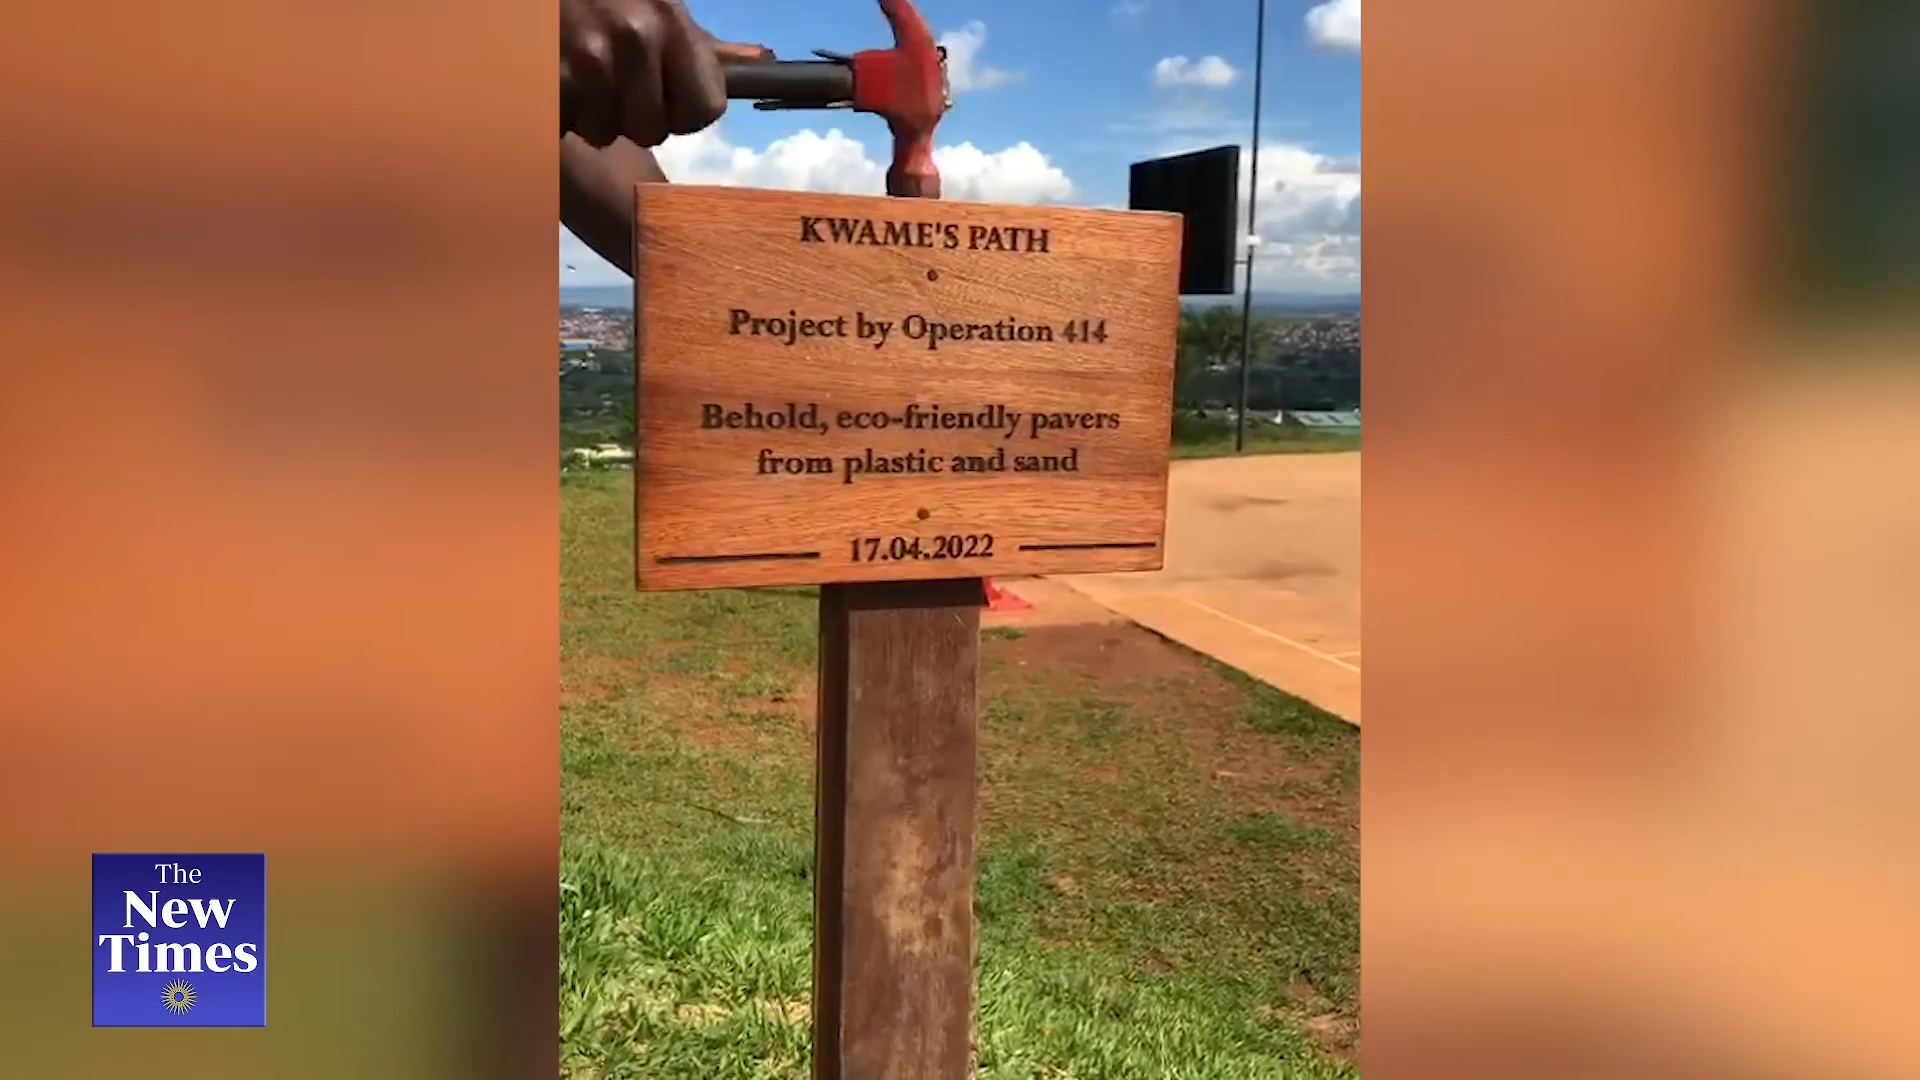 KWAME'S PATH
Project by Operation 414
Behold, eco-friendly pavers
from plastic and sand
17.04.2022
The
New
Times